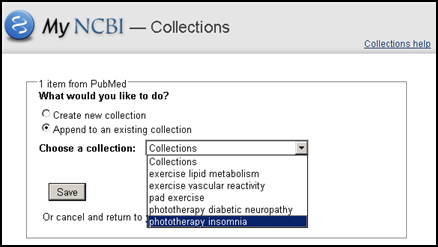 My NCBI — Collections
Collections help
1 item from PubMed
What would you like to do?
Create new collection
Append to an existing collection
Choose a collection: Collections
Collections
exercise lipid metabolism
exercise vascular reactivity
pad exercise
phototherapy diabetic neuropathy
phototherapy insomnia
Save
Or cancel and return to